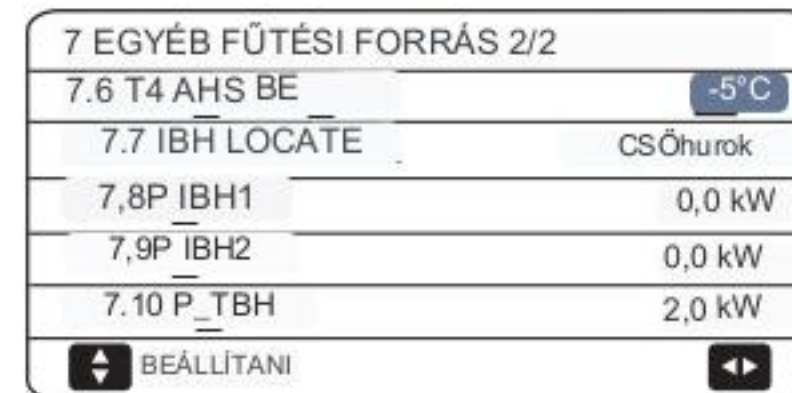 7 EGYÉB FŰTÉSI FORRÁS 2/2
7.6 T4 AHS BE -5°C
7.7 IBH LOCATE CSŐhurok
7,8P IBH1 0,0 kW
7,9P IBH2 0,0 kW
7.10 P_TBH 2,0 kW
BEÁLLÍTANI